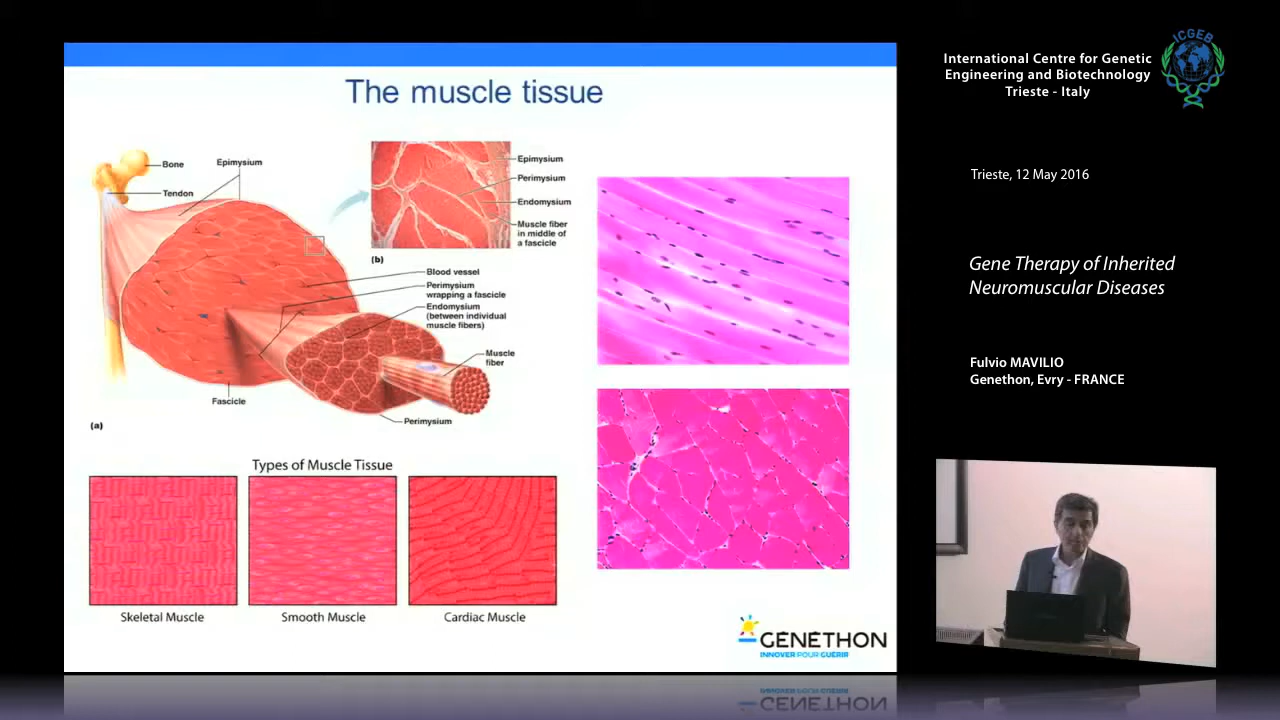 The muscle tissue
Bone
Tendon
Epimysium
Epimysium
Perimysium
Endomysium
Muscle fiber
in middle of
a fascicle
(b)
Blood vessel
Perimysium
wrapping a fascicle
Endomysium
(between individual
muscle fibers)
Muscle
fiber
Fascicle
Perimysium
(a)
Types of Muscle Tissue
Skeletal Muscle
Smooth Muscle
Cardiac Muscle
GENETHON
INNOVER POUR GUÉRIR
International Centre for Genetic
Engineering and Biotechnology
Trieste - Italy
ICGEB
Trieste, 12 May 2016
Gene Therapy of Inherited
Neuromuscular Diseases
Fulvio MAVILIO
Genethon, Evry - FRANCE